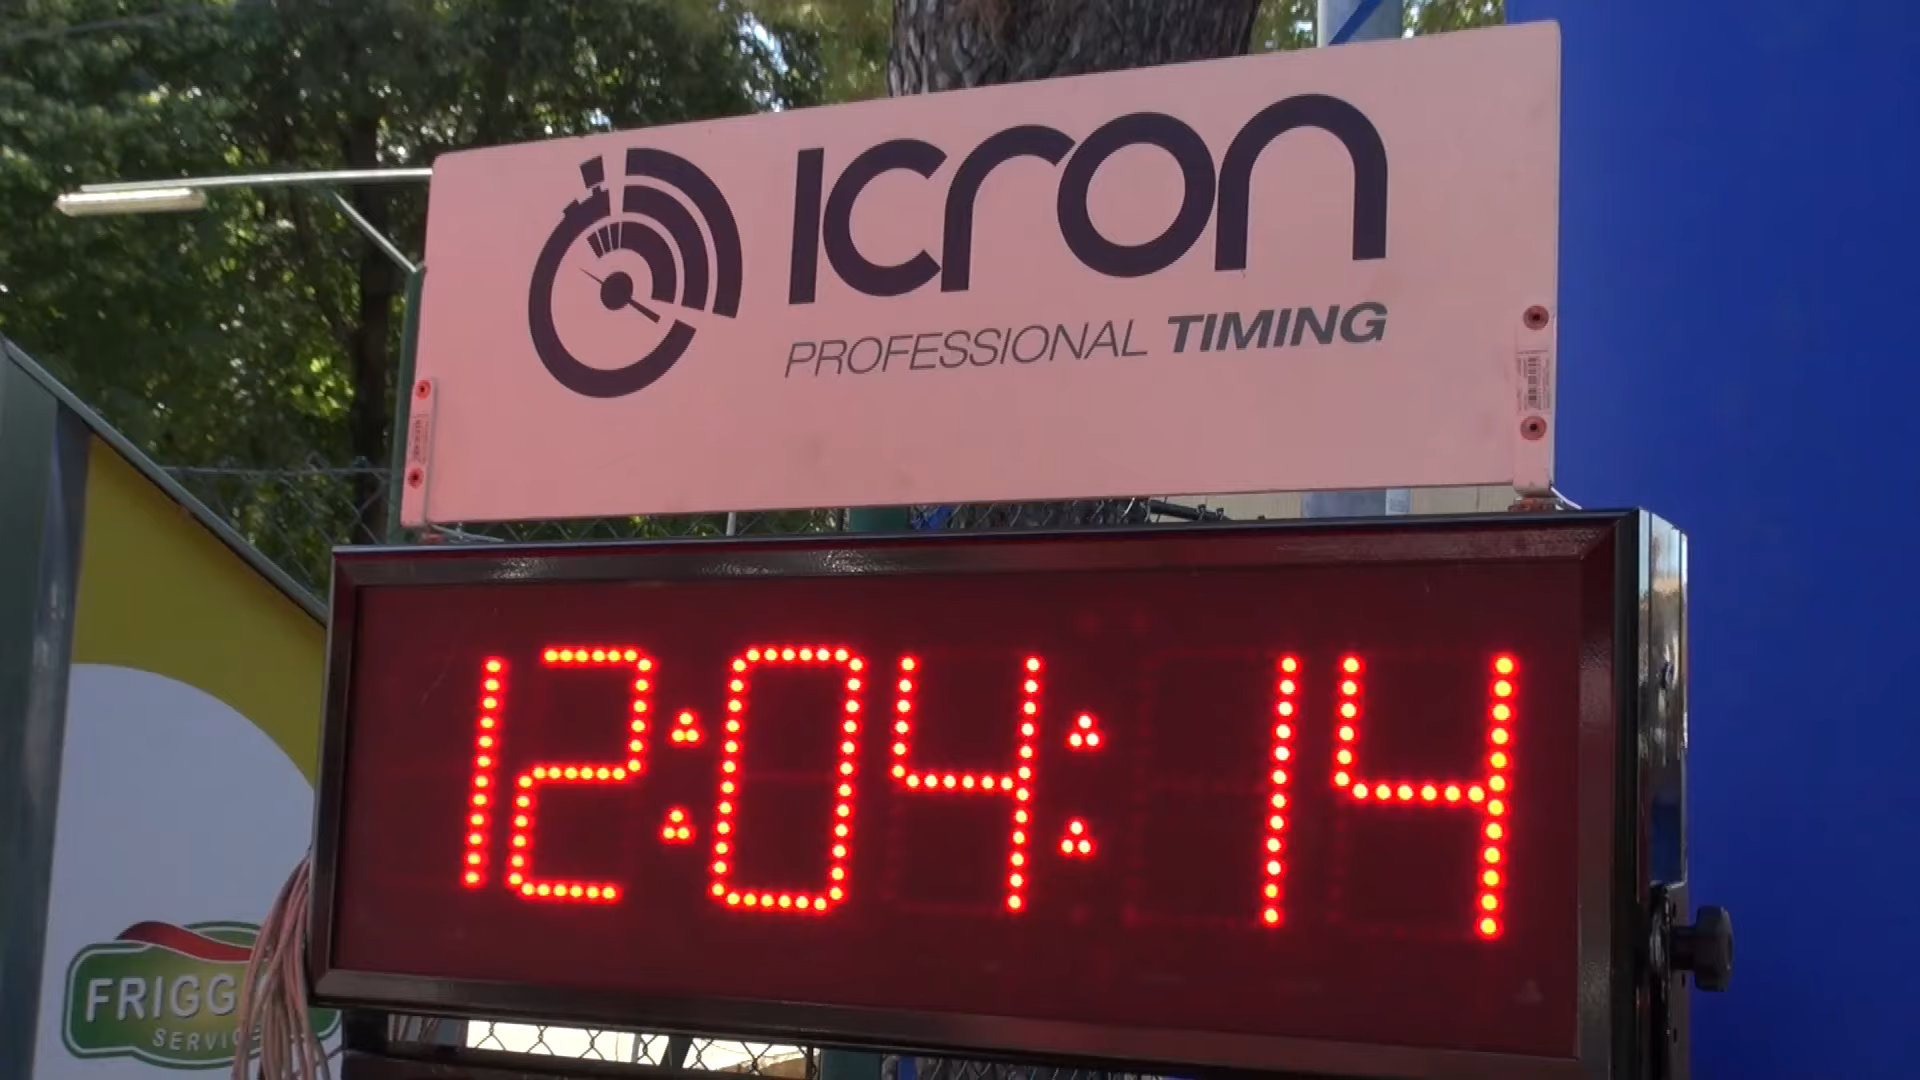 ICron
PROFESSIONAL TIMING
12:04:14
FRIGG
SERVIC